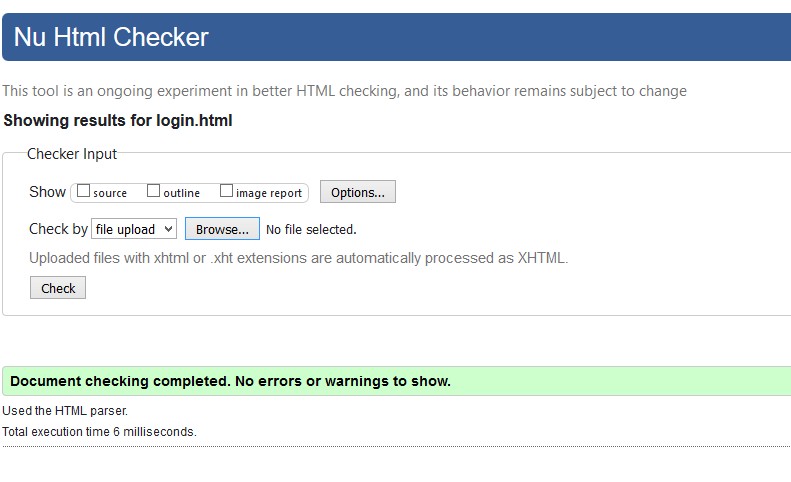 Nu Html Checker
This tool is an ongoing experiment in better HTML checking, and its behavior remains subject to change
Showing results for login.html
Checker Input
Show source outline image report Options...
Check by file upload Browse... No file selected.
Uploaded files with xhtml or .xht extensions are automatically processed as XHTML.
Check
Document checking completed. No errors or warnings to show.
Used the HTML parser.
Total execution time 6 milliseconds.